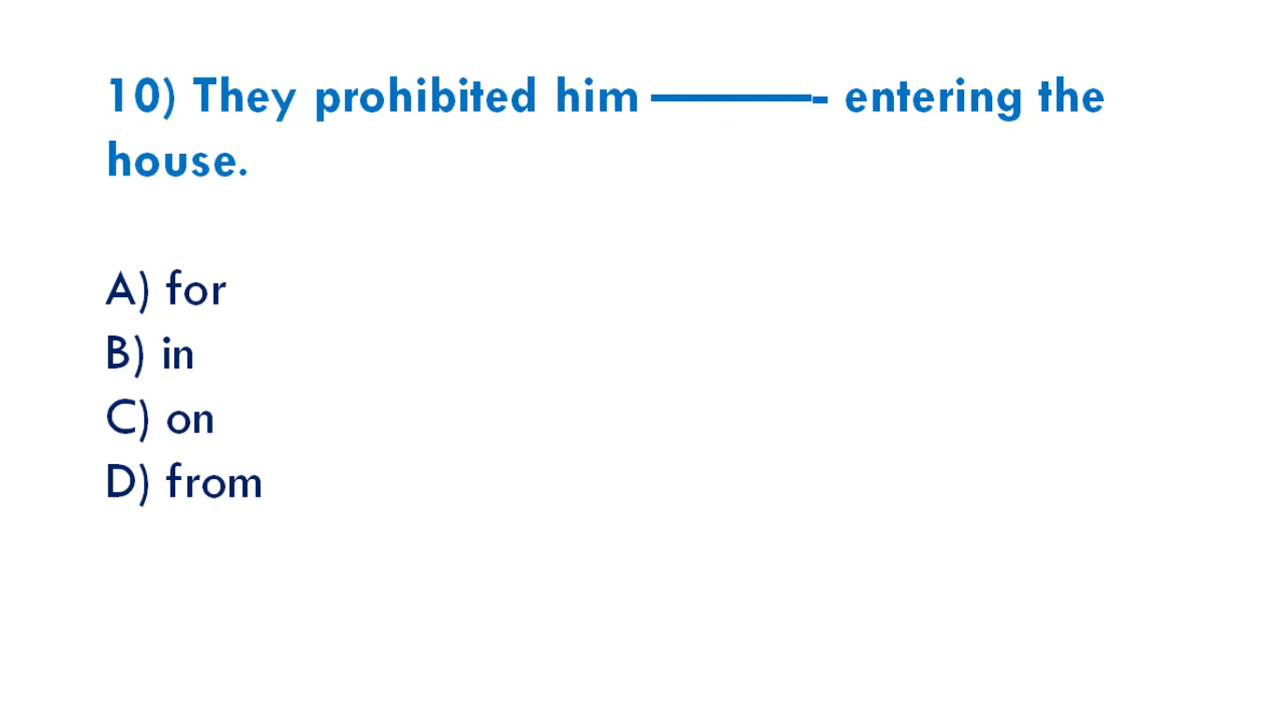 10) They prohibited him ————- entering the
house.
A) for
B) in
C) on
D) from